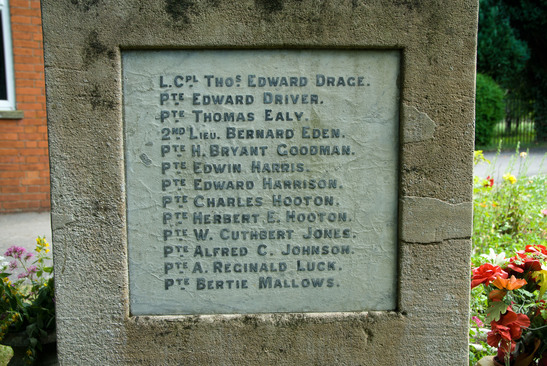 L.CPL THOS EDWARD DRAGE.
PTE EDWARD DRIVER.
PTE THOMAS EALY.
2ND LIEU. BERNARD EDEN.
PTE H. BRYANT GOODMAN.
PTE EDWIN HARRIS.
PTE EDWARD HARRISON.
PTE CHARLES HOOTON.
PTE HERBERT E. HOOTON.
PTE W. CUTHBERT JONES.
PTE ALFRED C. JOHNSON.
PTE A. REGINALD LUCK.
PTE BERTIE MALLOWS.